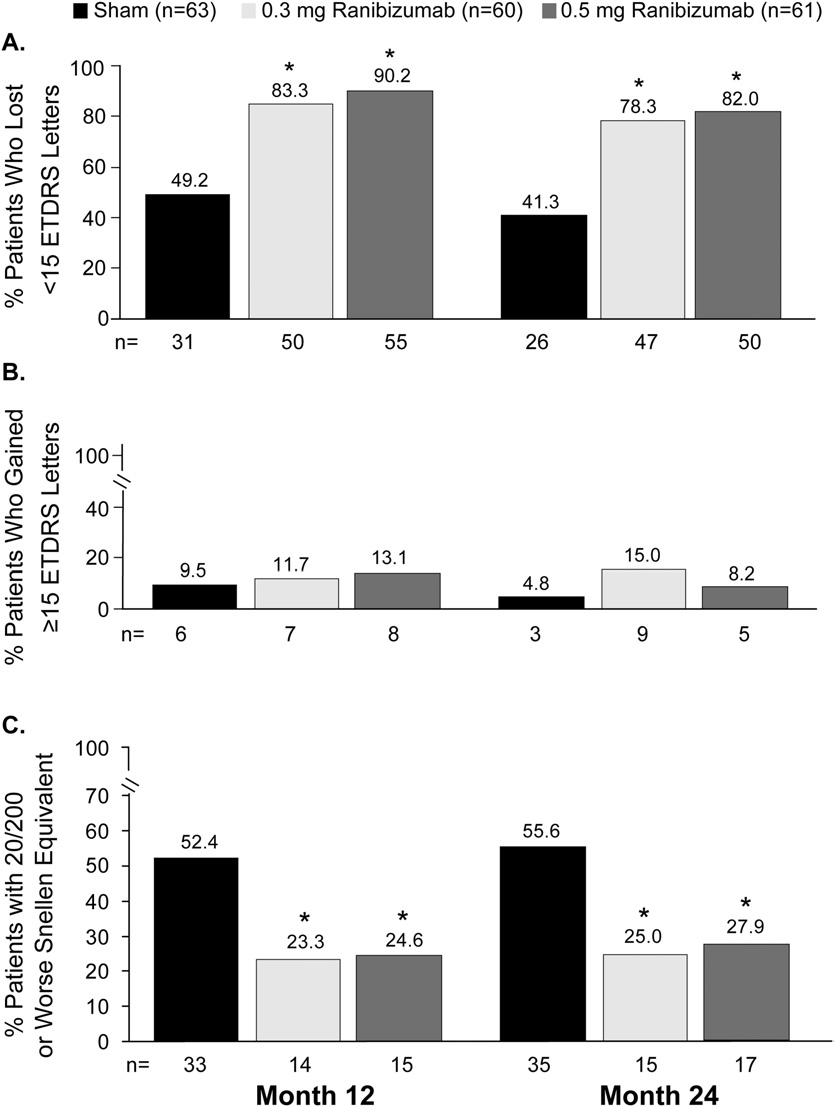 Sham (n=63) 0.3 mg Ranibizumab (n=60) 0.5 mg Ranibizumab (n=61)
A.
% Patients Who Lost
<15 ETDRS Letters
100
80
60
40
20
0
49.2
*
83.3
*
90.2
41.3
*
78.3
*
82.0
n= 31 50 55 26 47 50
B.
% Patients Who Gained
≥15 ETDRS Letters
100
40
20
0
9.5 11.7 13.1 4.8 15.0 8.2
n= 6 7 8 3 9 5
C.
% Patients with 20/200
or Worse Snellen Equivalent
100
70
60
50
40
30
20
10
0
52.4
*
23.3
*
24.6
55.6
*
25.0
*
27.9
n= 33 14 15 35 15 17
Month 12 Month 24